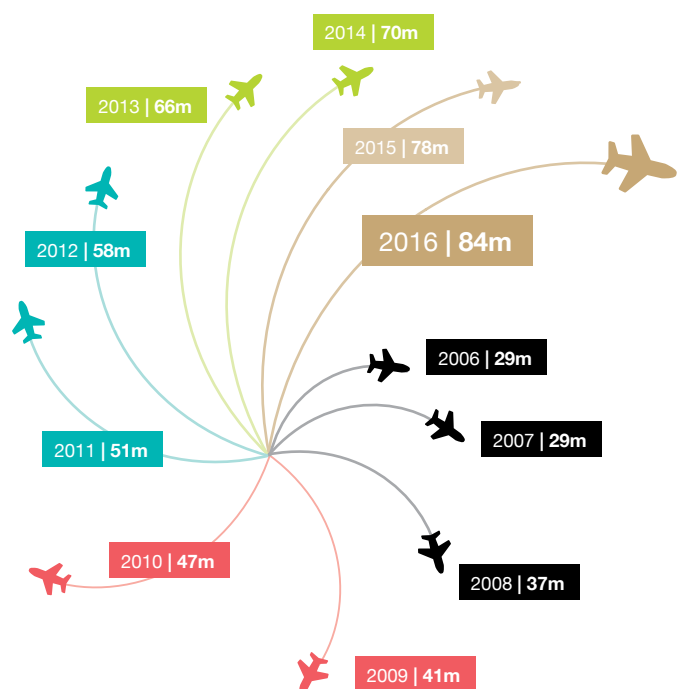 2014 | 70m
2013 | 66m
2015 | 78m
2016 | 84m
2012 | 58m
2006 | 29m
2007 | 29m
2011 | 51m
2010 | 47m
2008 | 37m
2009 | 41m